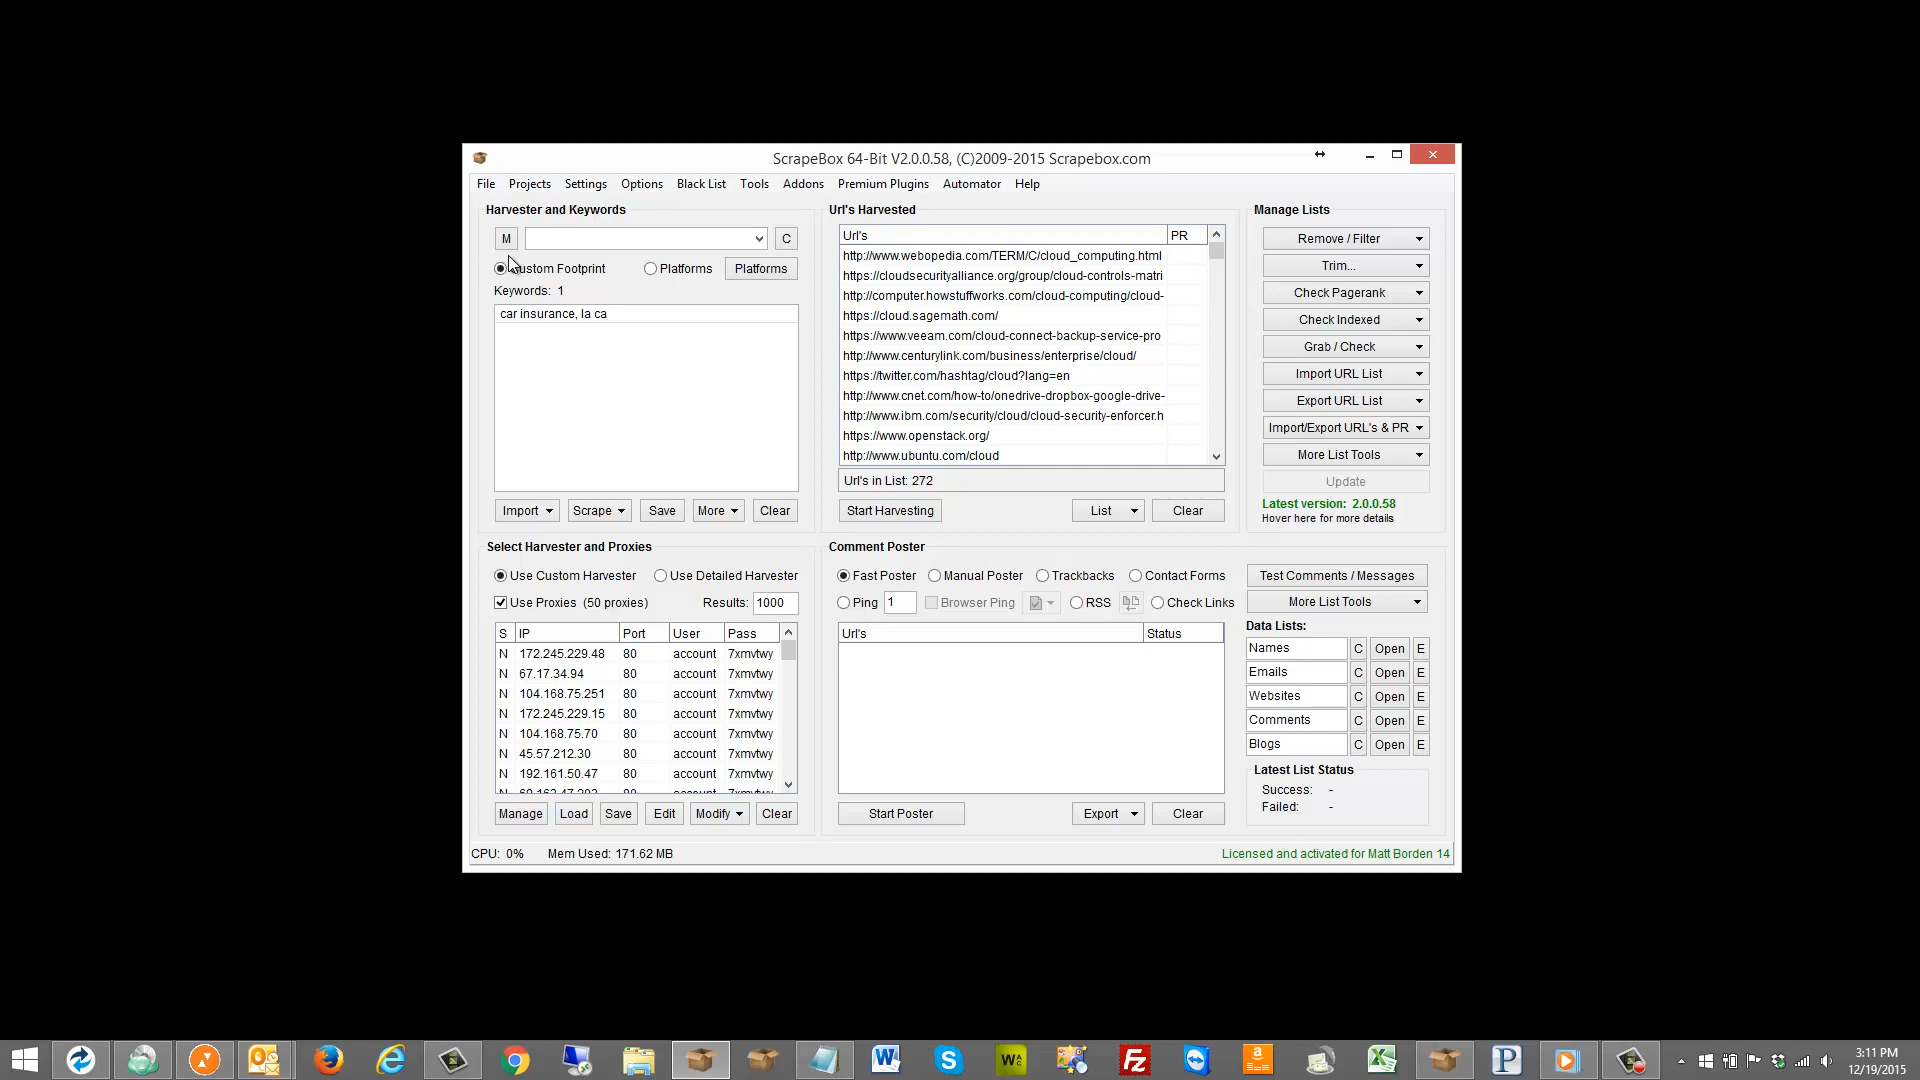 ScrapeBox 64-Bit V2.0.0.58, (C)2009-2015 Scrapebox.com
File Projects Settings Options Black List Tools Addons Premium Plugins Automator Help
Harvester and Keywords
M C
Custom Footprint Platforms Platforms
Keywords: 1
car insurance, la ca
Import Scrape Save More Clear
Url's Harvested
Url's PR
http://www.webopedia.com/TERM/C/cloud_computing.html
https://cloudsecurityalliance.org/group/cloud-controls-matri
http://computer.howstuffworks.com/cloud-computing/cloud-
https://cloud.sagemath.com/
https://www.veeam.com/cloud-connect-backup-service-pro
http://www.centurylink.com/business/enterprise/cloud/
https://twitter.com/hashtag/cloud?lang=en
http://www.cnet.com/how-to/onedrive-dropbox-google-drive-
http://www.ibm.com/security/cloud/cloud-security-enforcer.h
https://www.openstack.org/
http://www.ubuntu.com/cloud
Url's in List: 272
Start Harvesting List Clear
Manage Lists
Remove / Filter
Trim...
Check Pagerank
Check Indexed
Grab / Check
Import URL List
Export URL List
Import/Export URL's & PR
More List Tools
Update
Latest version: 2.0.0.58
Hover here for more details
Select Harvester and Proxies
Use Custom Harvester Use Detailed Harvester
Use Proxies (50 proxies) Results: 1000
S IP Port User Pass
N 172.245.229.48 80 account 7xmvtwy
N 67.17.34.94 80 account 7xmvtwy
N 104.168.75.251 80 account 7xmvtwy
N 172.245.229.15 80 account 7xmvtwy
N 104.168.75.70 80 account 7xmvtwy
N 45.57.212.30 80 account 7xmvtwy
N 192.161.50.47 80 account 7xmvtwy
Manage Load Save Edit Modify Clear
Comment Poster
Fast Poster Manual Poster Trackbacks Contact Forms
Ping 1 Browser Ping RSS Check Links
Url's Status
Start Poster Export Clear
Test Comments / Messages
More List Tools
Data Lists:
Names C Open E
Emails C Open E
Websites C Open E
Comments C Open E
Blogs C Open E
Latest List Status
Success: -
Failed: -
CPU: 0% Mem Used: 171.62 MB
Licensed and activated for Matt Borden 14
3:11 PM
12/19/2015